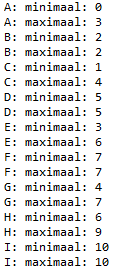 A: minimaal: 0
A: maximaal: 3
B: minimaal: 2
B: maximaal: 2
C: minimaal: 1
C: maximaal: 4
D: minimaal: 5
D: maximaal: 5
E: minimaal: 3
E: maximaal: 6
F: minimaal: 7
F: maximaal: 7
G: minimaal: 4
G: maximaal: 7
H: minimaal: 6
H: maximaal: 9
I: minimaal: 10
I: maximaal: 10